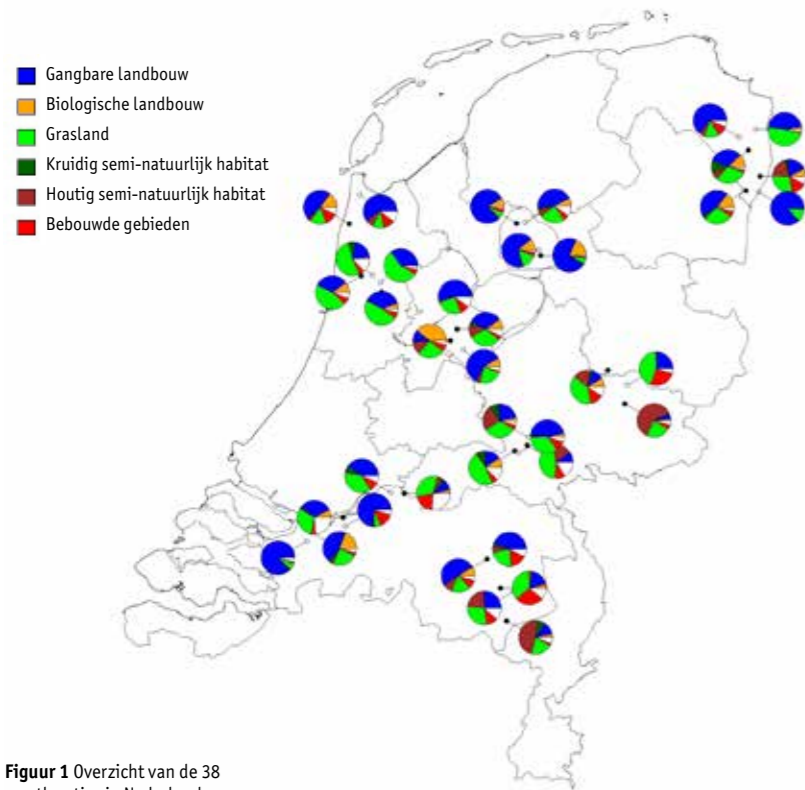 Gangbare landbouw
Biologische landbouw
Grasland
Kruidig semi-natuurlijk habitat
Houtig semi-natuurlijk habitat
Bebouwde gebieden
Figuur 1 Overzicht van de 38